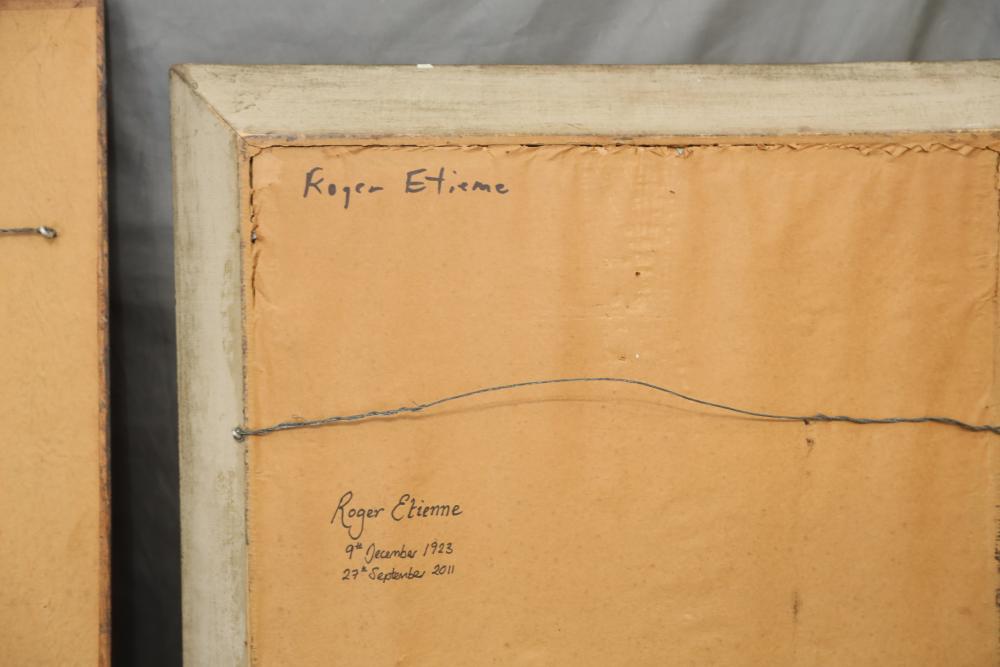 Roger Etienne
Roger Etienne
9th December 1923
27th September 2011